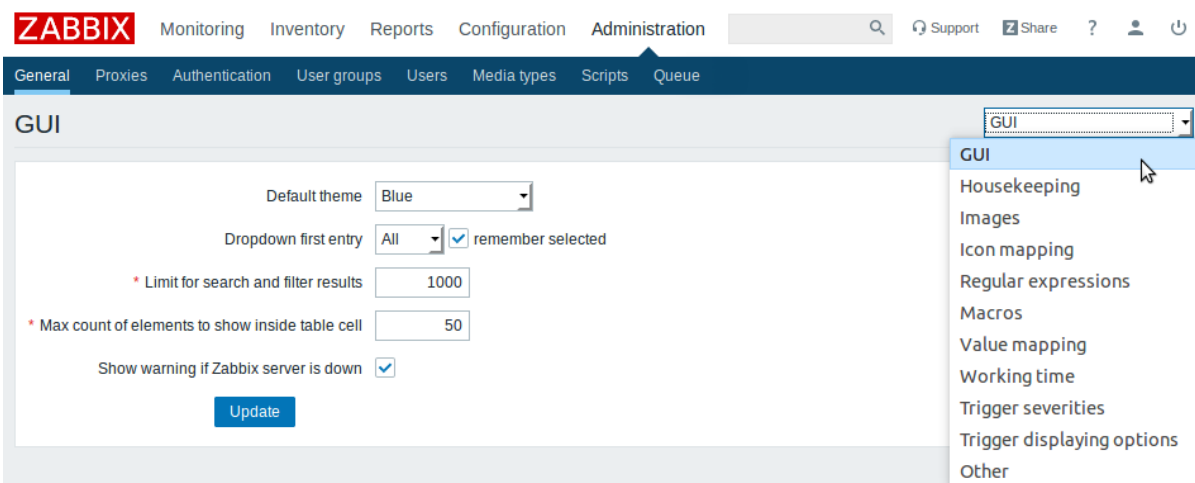 ZABBIX Monitoring Inventory Reports Configuration Administration Support Z Share ?
General Proxies Authentication User groups Users Media types Scripts Queue
GUI GUI
GUI
Housekeeping
Images
Icon mapping
Regular expressions
Macros
Value mapping
Working time
Trigger severities
Trigger displaying options
Other
Default theme Blue
Dropdown first entry All remember selected
* Limit for search and filter results 1000
* Max count of elements to show inside table cell 50
Show warning if Zabbix server is down
Update